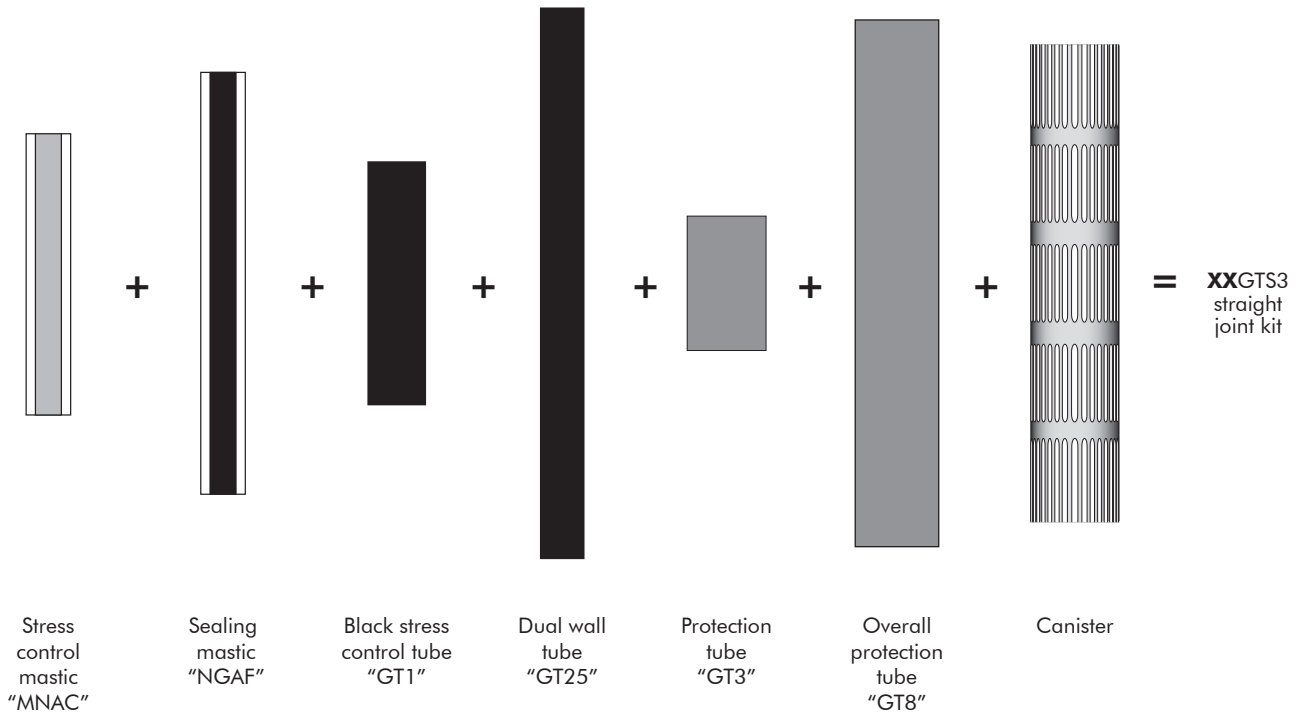 + + + + + + =
XXGTS3
straight
joint kit
Stress
control
mastic
“MNAC”
Sealing
mastic
“NGAF”
Black stress
control tube
“GT1”
Dual wall
tube
“GT25”
Protection
tube
“GT3”
Overall
protection
tube
“GT8”
Canister